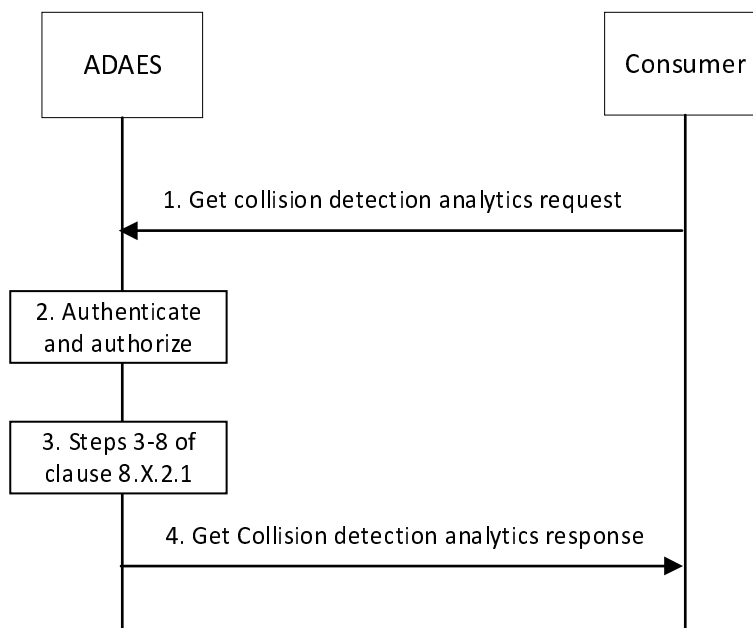 ADAES
Consumer
1. Get collision detection analytics request
2. Authenticate
and authorize
3. Steps 3-8 of
clause 8.X.2.1
4. Get Collision detection analytics response